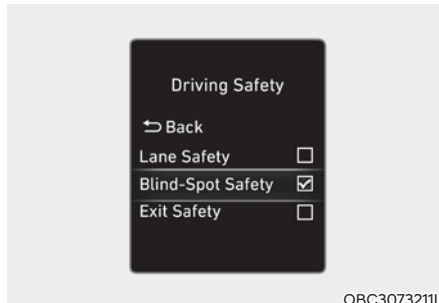 Driving Safety
Back
Lane Safety
Blind-Spot Safety
Exit Safety
OBC3073211L